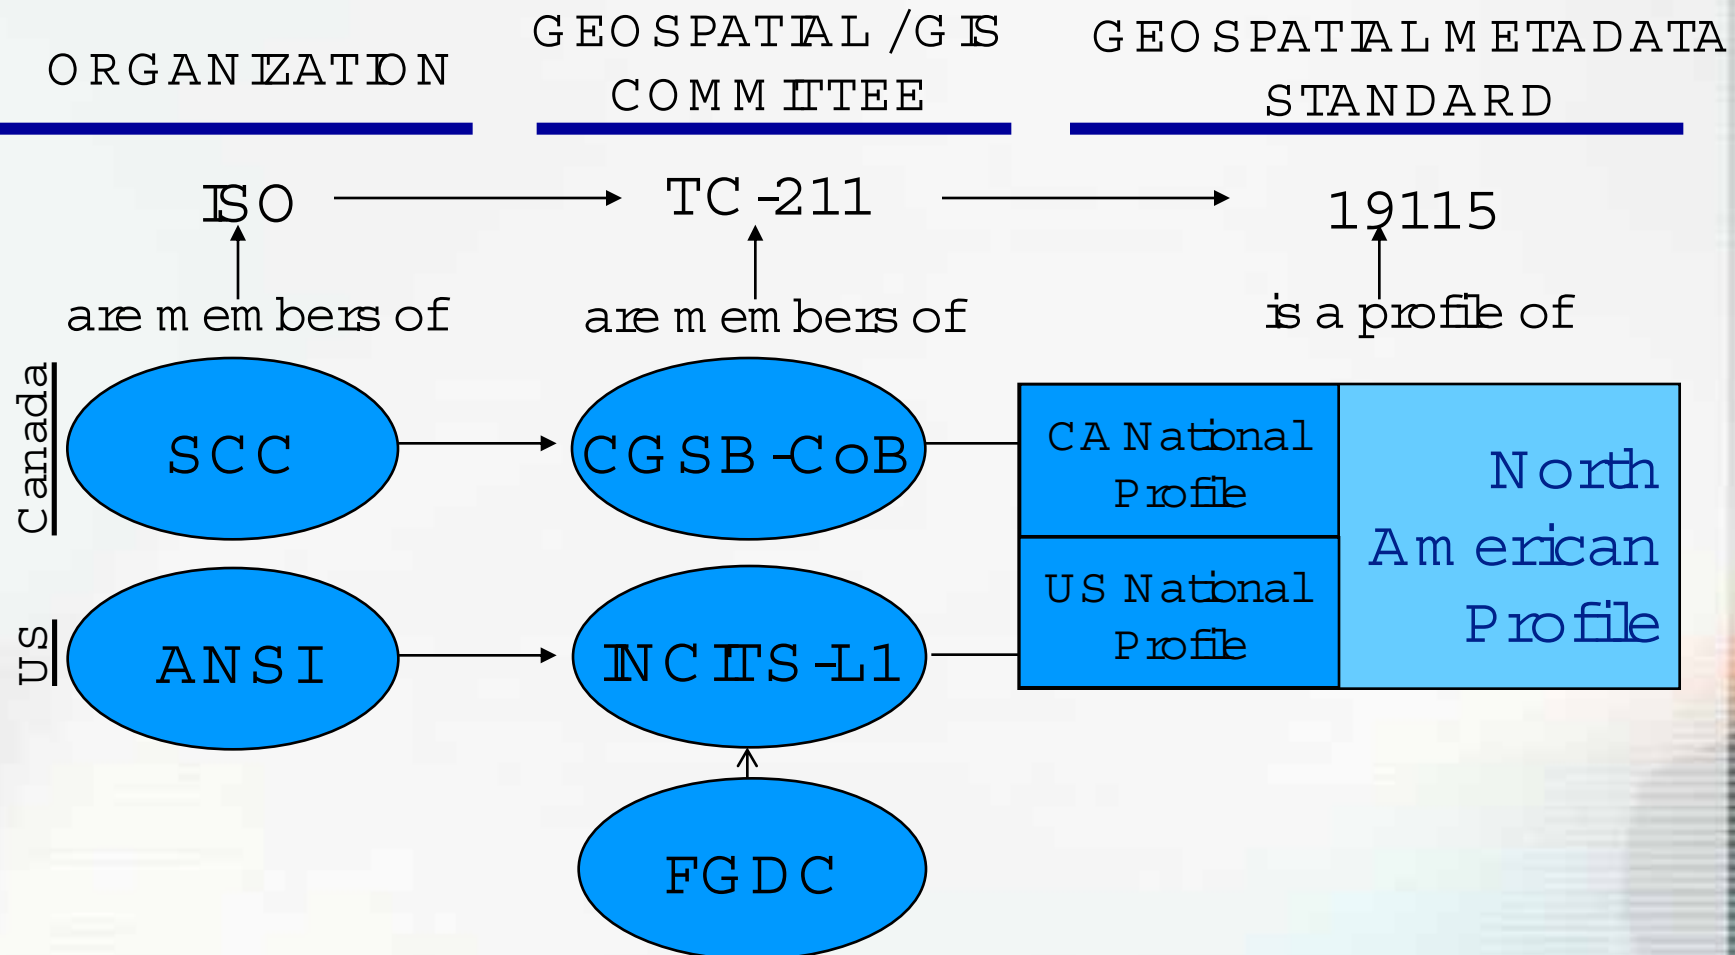 ORGANIZATION
GEOSPATIAL/GIS
COMMITTEE
GEOSPATIAL METADATA
STANDARD
ISO
TC-211
19115
are members of
are members of
is a profile of
Canada
SCC
CGSB-CoB
CA National
Profile
North
American
Profile
US
ANSI
INCITS-L1
US National
Profile
FGDC